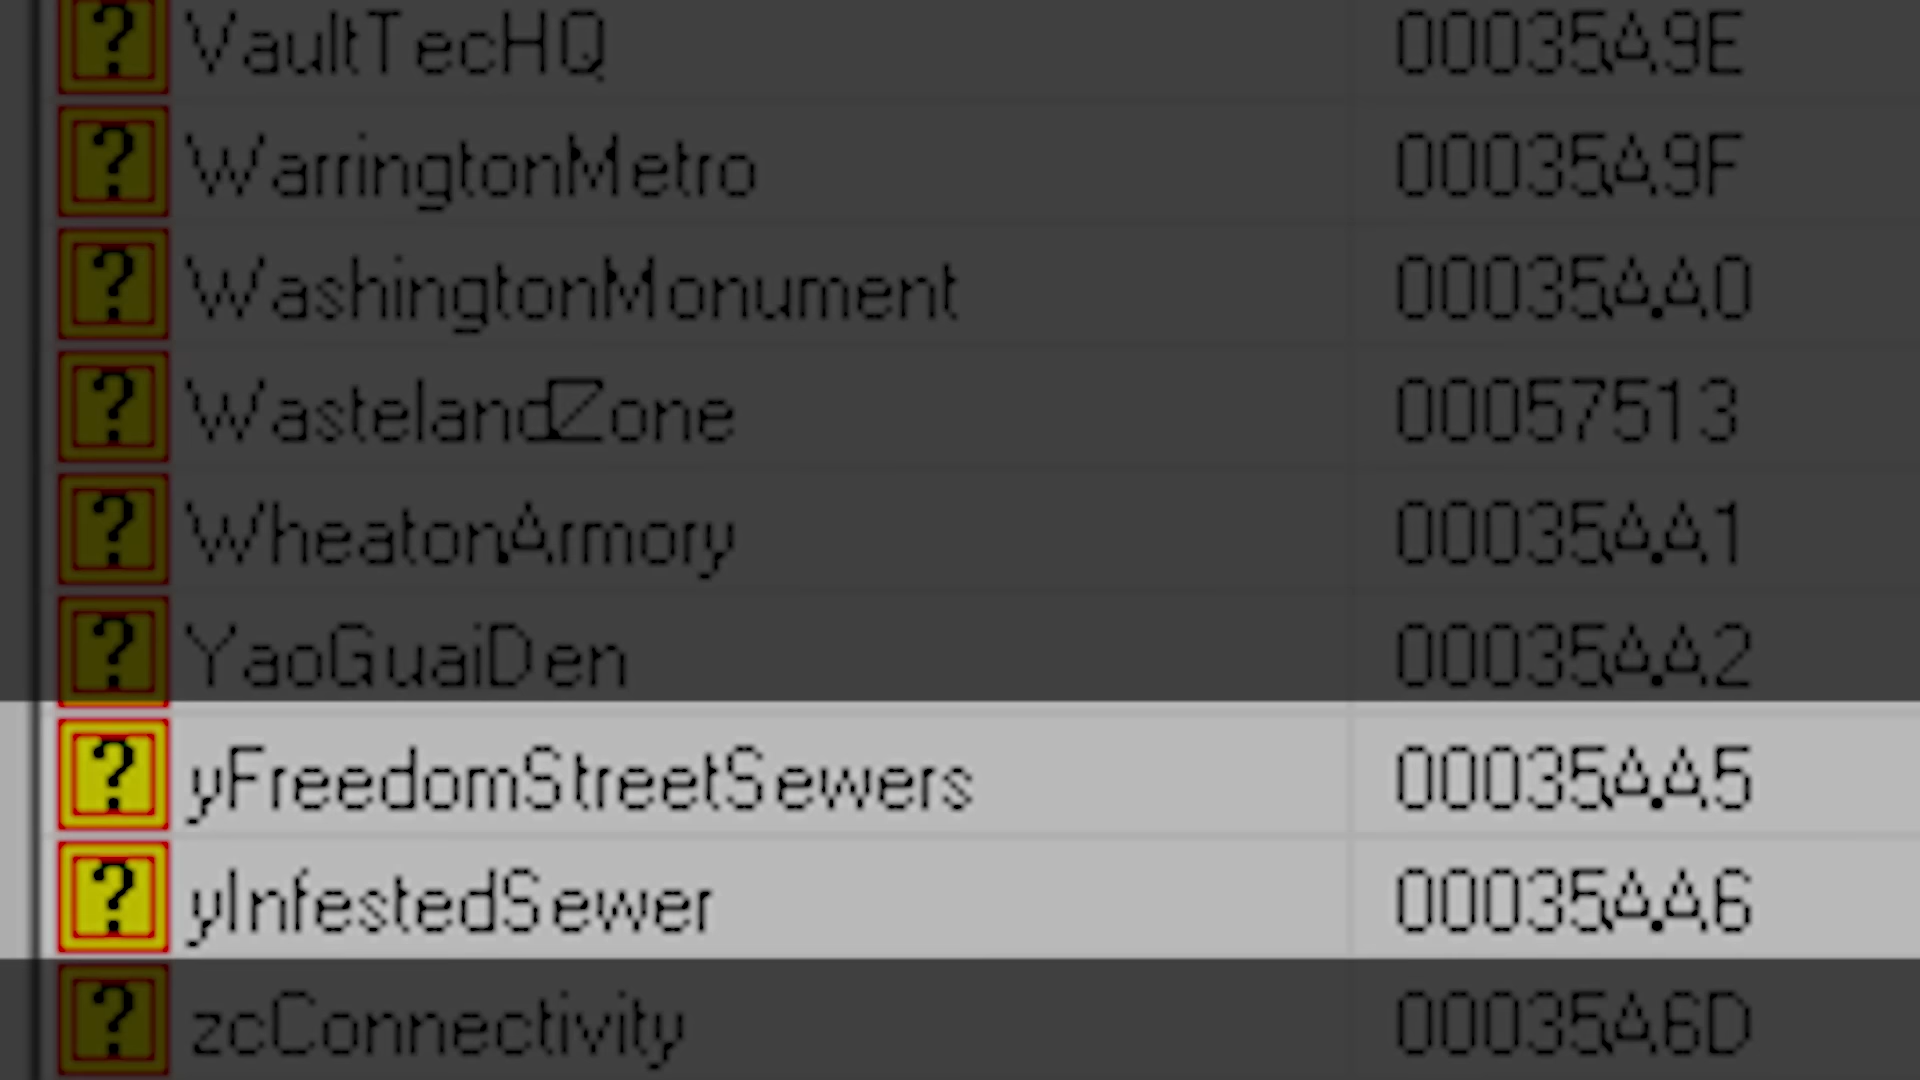 VaultTecHQ 00035A9E
WarringtonMetro 00035A9F
WashingtonMonument 00035AA0
WastelandZone 00057513
WheatonArmory 00035AA1
YaoGuaiDen 00035AA2
yFreedomStreetSewers 00035AA5
yInfestedSewer 00035AA6
zcConnectivity 00035A6D